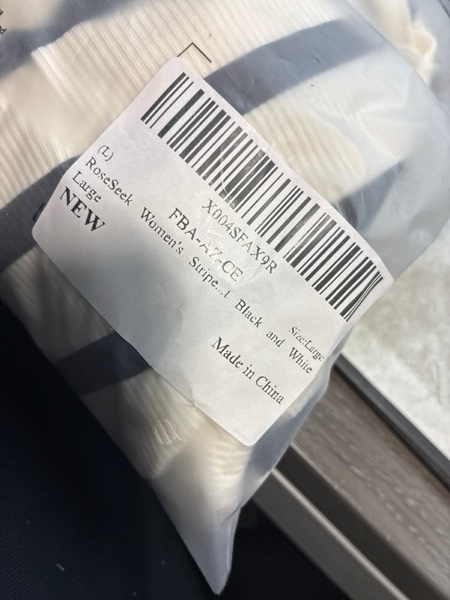 X004SFAX9R
FBA-AZ-CE
(L) Size:Large
RoseSeek Women's Stripe...t Black and White
Large
NEW
Made in China